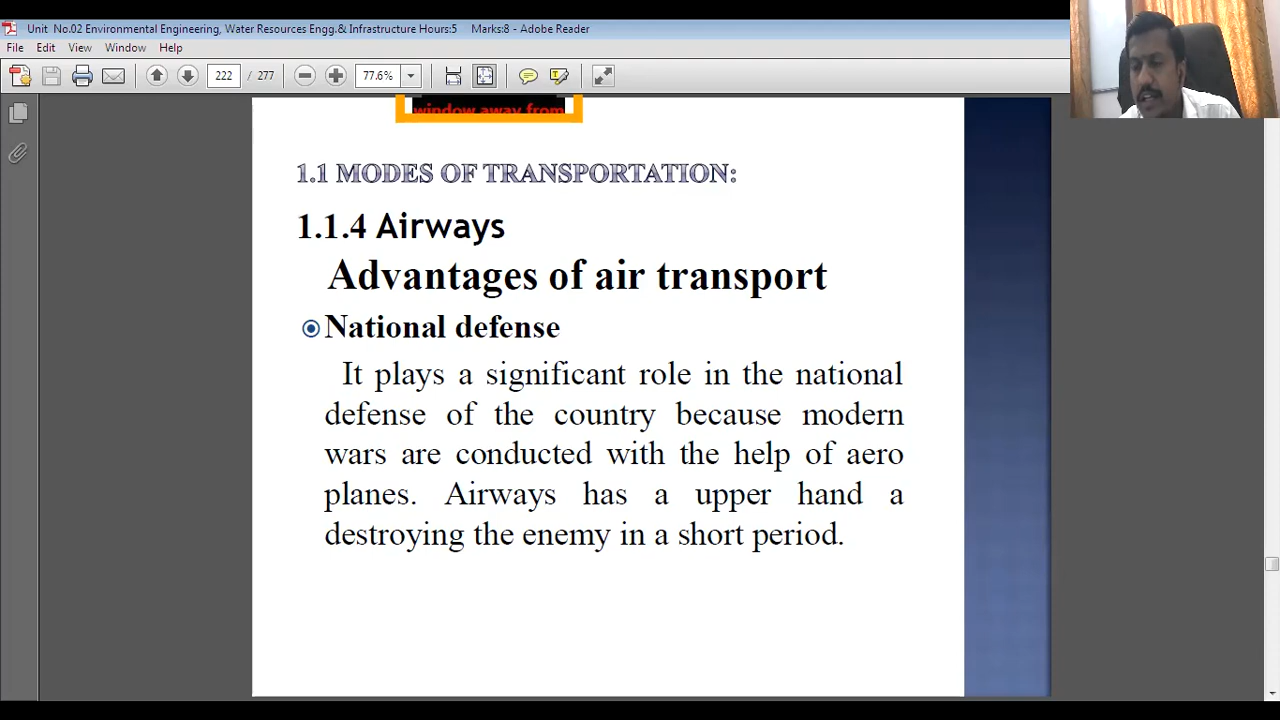 Unit No.02 Environmental Engineering, Water Resources Engg.& Infrastructure Hours:5 Marks:8 - Adobe Reader
File Edit View Window Help
222 / 277 77.6%
window away from
1.1 MODES OF TRANSPORTATION:
1.1.4 Airways
Advantages of air transport
National defense
It plays a significant role in the national
defense of the country because modern
wars are conducted with the help of aero
planes. Airways has a upper hand a
destroying the enemy in a short period.